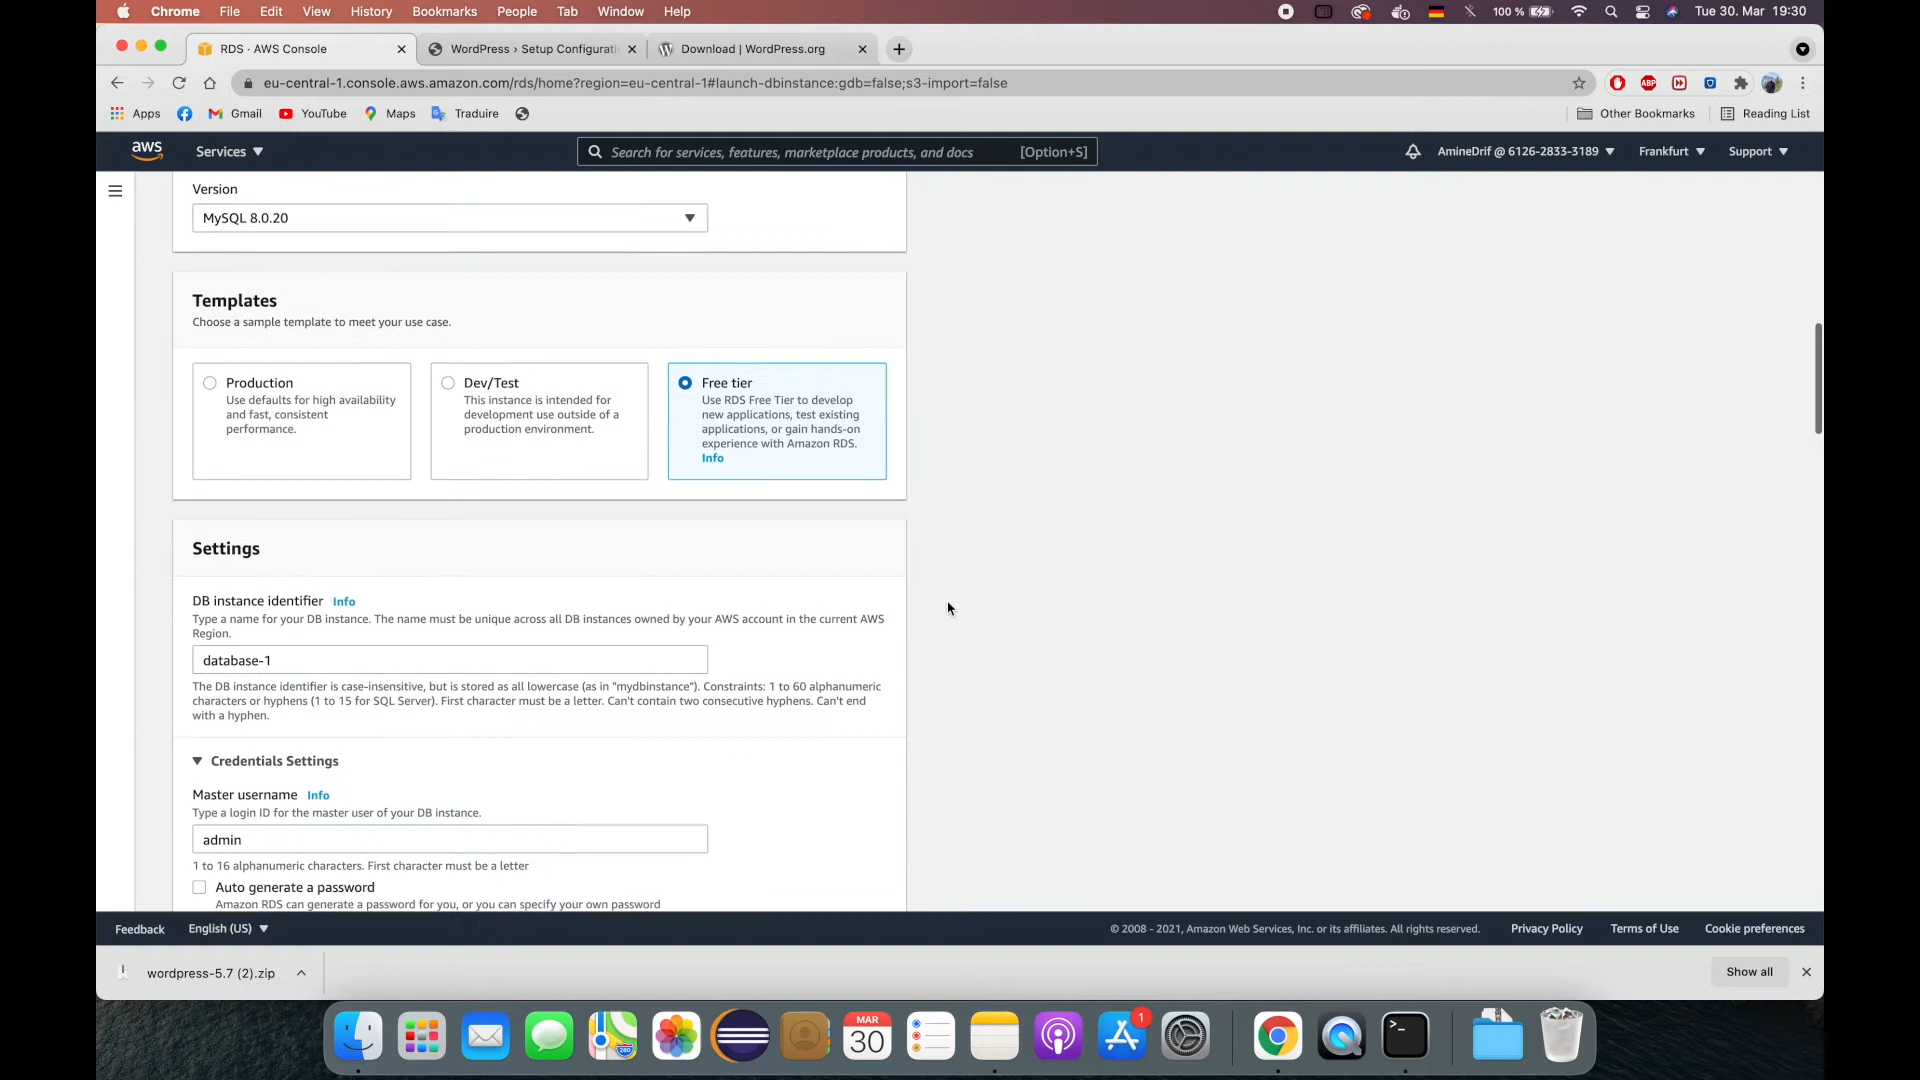 Chrome File Edit View History Bookmarks People Tab Window Help 100 % Tue 30. Mar 19:30
RDS · AWS Console WordPress › Setup Configurati Download | WordPress.org
eu-central-1.console.aws.amazon.com/rds/home?region=eu-central-1#launch-dbinstance:gdb=false;s3-import=false ABP
Apps Gmail YouTube Maps Traduire Other Bookmarks Reading List
aws Services Search for services, features, marketplace products, and docs [Option+S] AmineDrif @ 6126-2833-3189 Frankfurt Support
Version
MySQL 8.0.20
Templates
Choose a sample template to meet your use case.
Production
Use defaults for high availability
and fast, consistent
performance.
Dev/Test
This instance is intended for
development use outside of a
production environment.
Free tier
Use RDS Free Tier to develop
new applications, test existing
applications, or gain hands-on
experience with Amazon RDS.
Info
Settings
DB instance identifier Info
Type a name for your DB instance. The name must be unique across all DB instances owned by your AWS account in the current AWS
Region.
database-1
The DB instance identifier is case-insensitive, but is stored as all lowercase (as in "mydbinstance"). Constraints: 1 to 60 alphanumeric
characters or hyphens (1 to 15 for SQL Server). First character must be a letter. Can't contain two consecutive hyphens. Can't end
with a hyphen.
Credentials Settings
Master username Info
Type a login ID for the master user of your DB instance.
admin
1 to 16 alphanumeric characters. First character must be a letter
Auto generate a password
Amazon RDS can generate a password for you, or you can specify your own password
Feedback English (US) © 2008 - 2021, Amazon Web Services, Inc. or its affiliates. All rights reserved. Privacy Policy Terms of Use Cookie preferences
wordpress-5.7 (2).zip Show all
MAR
30
280
1
>_